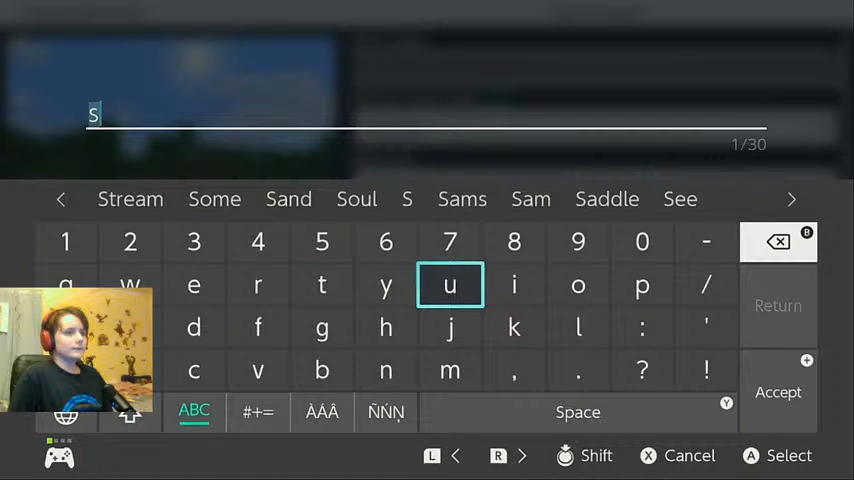 S
1/30
< Stream Some Sand Soul S Sams Sam Saddle See >
1 2 3 4 5 6 7 8 9 0 - B
q w e r t y u i o p / Return
d f g h j k l : '
c v b n m , . ? ! + Accept
ABC #+= ÀÁÂ ÑŃŅ Space Y
L < R > Shift X Cancel A Select